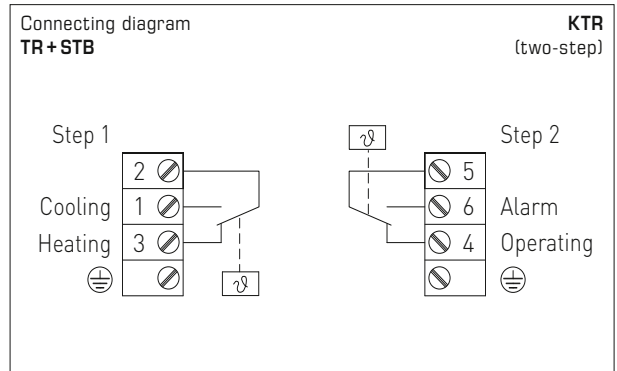 Connecting diagram
TR+STB
KTR
(two-step)
Step 1
2
Cooling 1
Heating 3
ϑ
ϑ
Step 2
5
6 Alarm
4 Operating